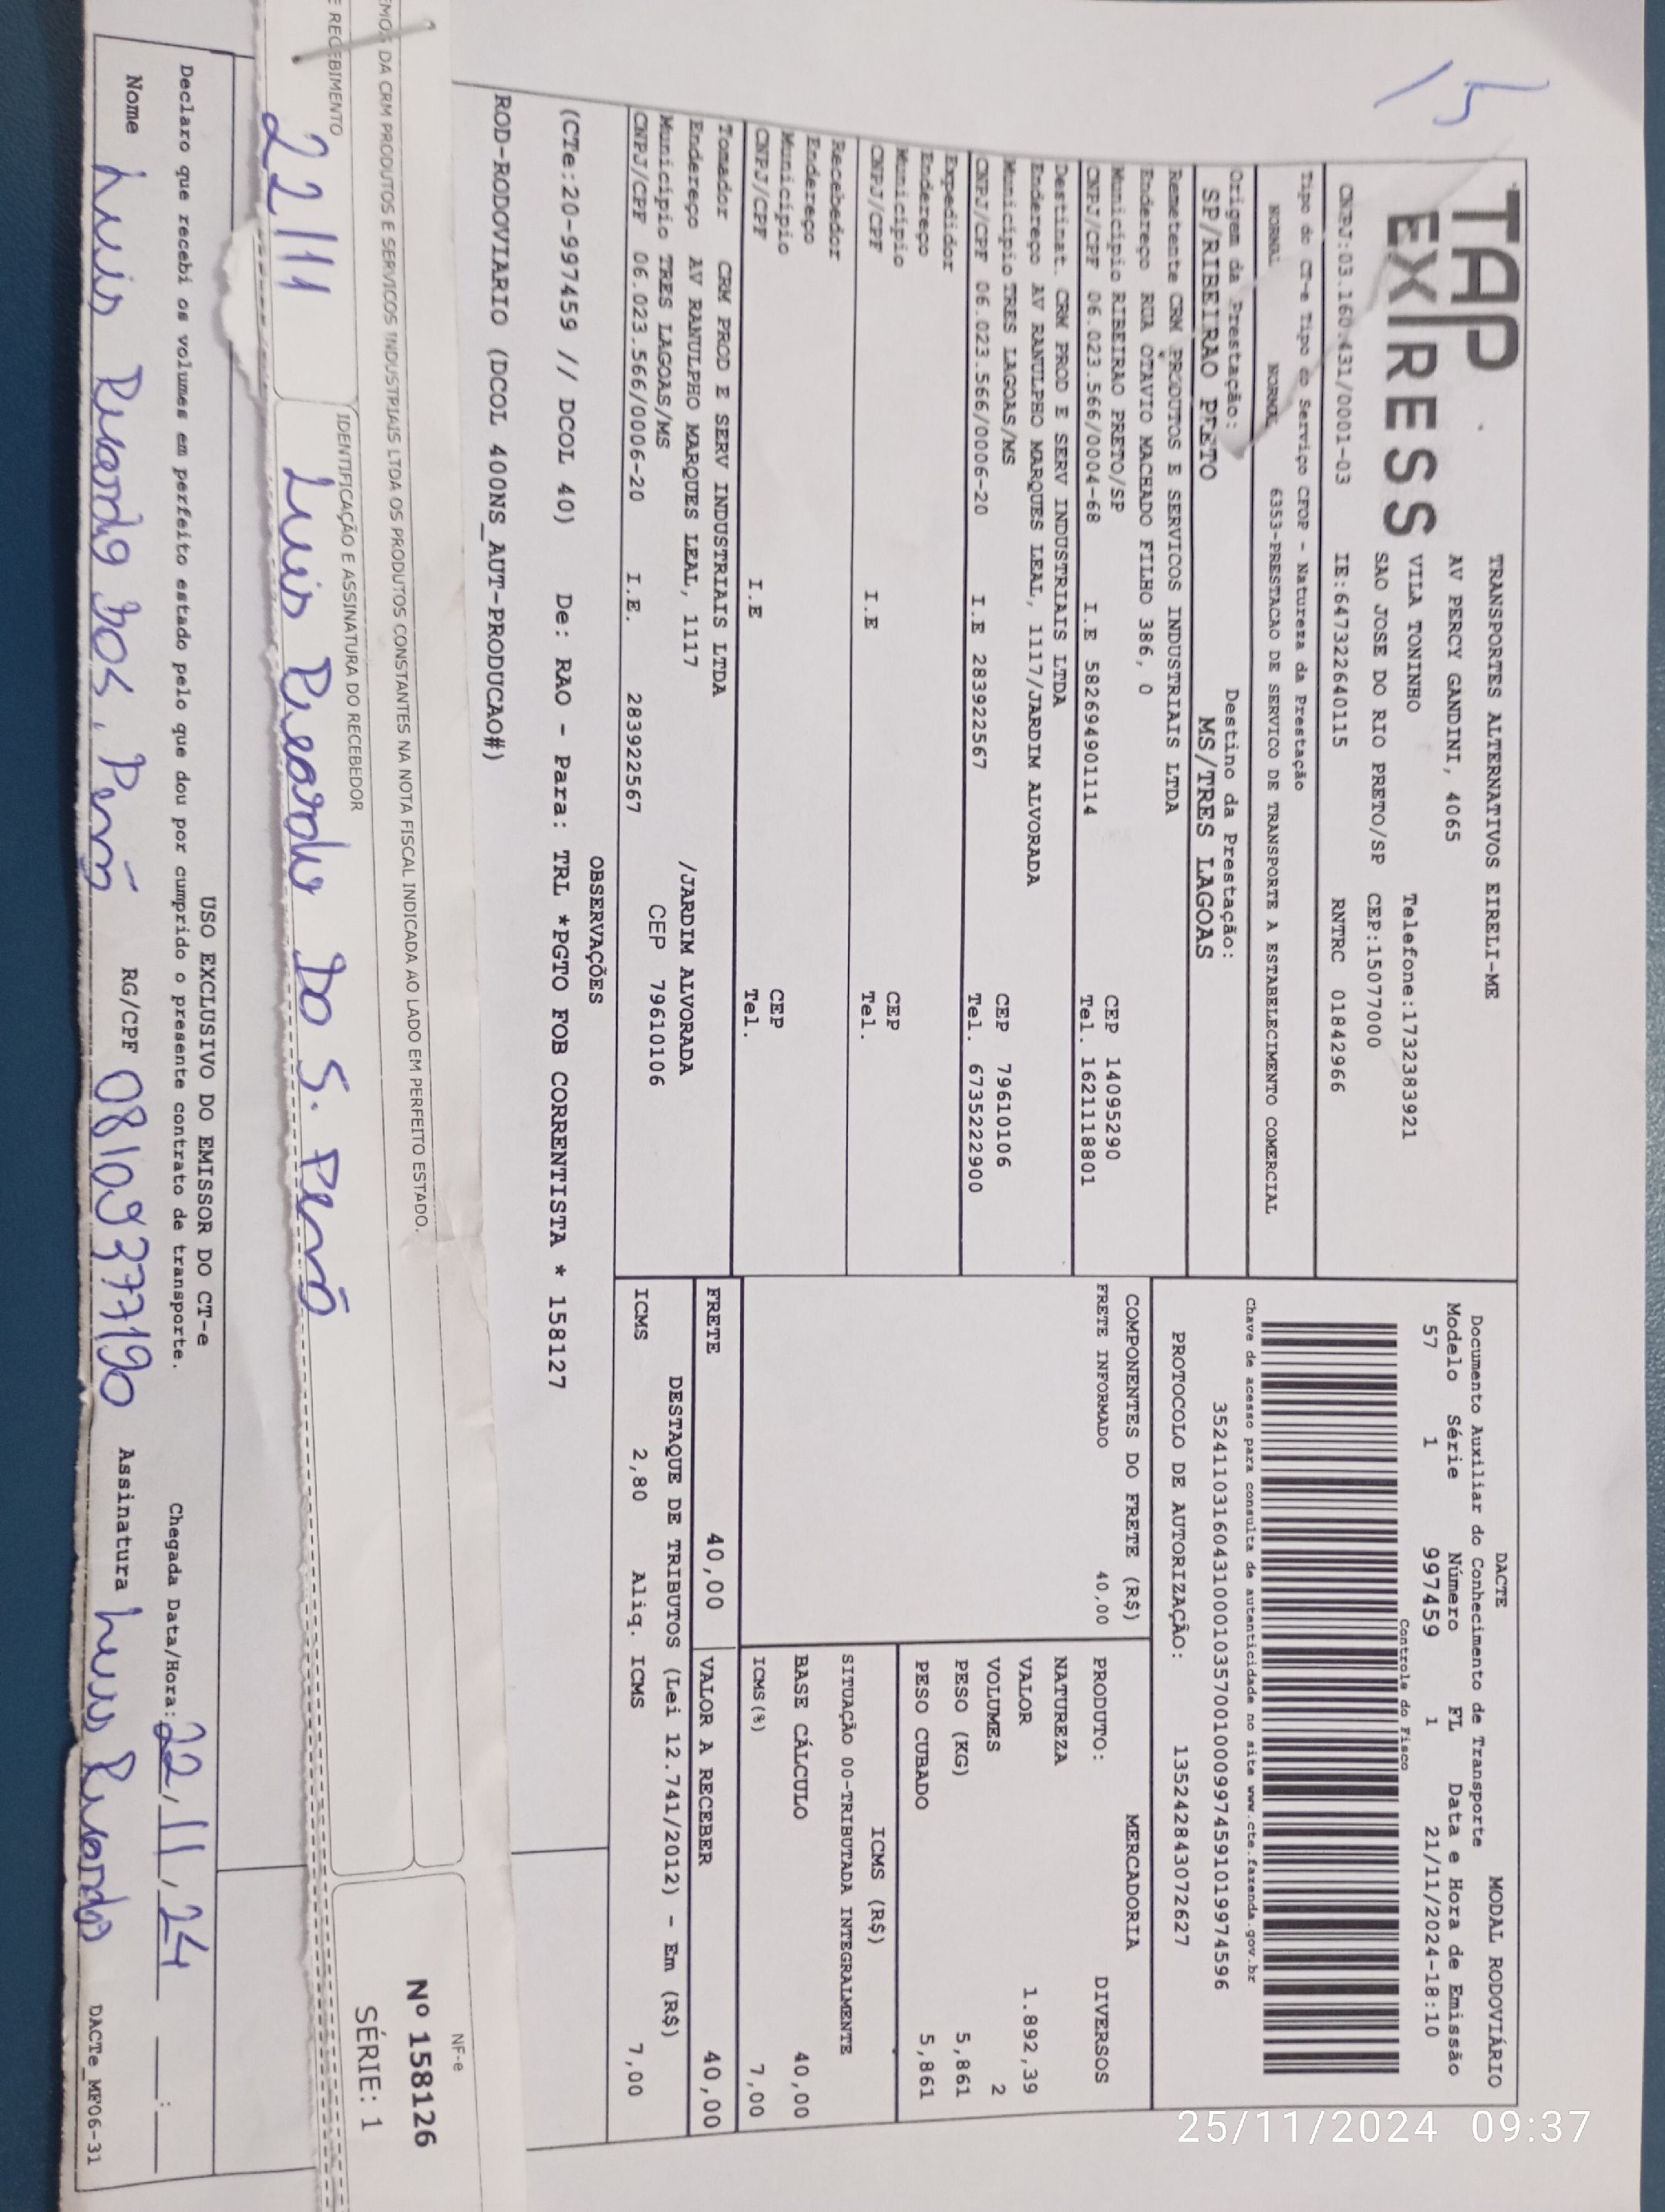 15
TAP EXPRESS
TRANSPORTES ALTERNATIVOS EIRELI-ME
AV PERCY GANDINI, 4065
VILA TONINHO Telefone:1732383921
SAO JOSE DO RIO PRETO/SP CEP:15077000
CNPJ:03.160.431/0001-03 IE:647322640115 RNTRC 01842966
Tipo do CT-e Tipo do Serviço CFOP - Natureza da Prestação
NORMAL NORMAL 6353-PRESTACAO DE SERVICO DE TRANSPORTE A ESTABELECIMENTO COMERCIAL
Origem da Prestação: Destino da Prestação:
SP/RIBEIRAO PRETO MS/TRES LAGOAS
Remetente CRM PRODUTOS E SERVICOS INDUSTRIAIS LTDA
Endereço RUA OTAVIO MACHADO FILHO 386, 0
Município RIBEIRAO PRETO/SP CEP 14095290
CNPJ/CPF 06.023.566/0004-68 I.E 582694901114 Tel. 1621118801
Destinat. CRM PROD E SERV INDUSTRIAIS LTDA
Endereço AV RANULPHO MARQUES LEAL, 1117/JARDIM ALVORADA
Município TRES LAGOAS/MS CEP 79610106
CNPJ/CPF 06.023.566/0006-20 I.E 283922567 Tel. 6735222900
Expedidor
Endereço
Município CEP
CNPJ/CPF I.E Tel.
Recebedor
Endereço
Município CEP
CNPJ/CPF I.E Tel.
Tomador CRM PROD E SERV INDUSTRIAIS LTDA
Endereço AV RANULPHO MARQUES LEAL, 1117 /JARDIM ALVORADA
Município TRES LAGOAS/MS CEP 79610106
CNPJ/CPF 06.023.566/0006-20 I.E. 283922567
DACTE MODAL RODOVIÁRIO
Documento Auxiliar do Conhecimento de Transporte
Modelo Série Número FL Data e Hora de Emissão
57 1 997459 1 21/11/2024-18:10
Controle do Fisco
Chave de acesso para consulta de autenticidade no site www.cte.fazenda.gov.br
35241103160431000103570010009974591019974596
PROTOCOLO DE AUTORIZAÇÃO: 135242843072627
COMPONENTES DO FRETE (R$)
FRETE INFORMADO 40,00
MERCADORIA
PRODUTO: DIVERSOS
NATUREZA
VALOR 1.892,39
VOLUMES 2
PESO (KG) 5,861
PESO CUBADO 5,861
ICMS (R$)
SITUAÇÃO 00-TRIBUTADA INTEGRALMENTE
BASE CÁLCULO 40,00
ICMS(%) 7,00
FRETE 40,00 VALOR A RECEBER 40,00
DESTAQUE DE TRIBUTOS (Lei 12.741/2012) - Em (R$)
ICMS 2,80 Aliq. ICMS 7,00
OBSERVAÇÕES
(CTe:20-997459 // DCOL 40) De: RAO - Para: TRL *PGTO FOB CORRENTISTA * 158127
ROD-RODOVIARIO (DCOL 400NS_AUT-PRODUCAO#)
DA CRM PRODUTOS E SERVICOS INDUSTRIAIS LTDA OS PRODUTOS CONSTANTES NA NOTA FISCAL INDICADA AO LADO EM PERFEITO ESTADO.
RECEBIMENTO IDENTIFICAÇÃO E ASSINATURA DO RECEBEDOR
22/11 Luis Ricardo Do S.
NF-e
Nº 158126
SÉRIE: 1
USO EXCLUSIVO DO EMISSOR DO CT-e
Declaro que recebi os volumes em perfeito estado pelo que dou por cumprido o presente contrato de transporte. Chegada Data/Hora: 22/11/24 :
Nome Luis Ricardo Dos. RG/CPF 08109377190 Assinatura Luis Ricardo
DACTe_MF06-31
25/11/2024 09:37